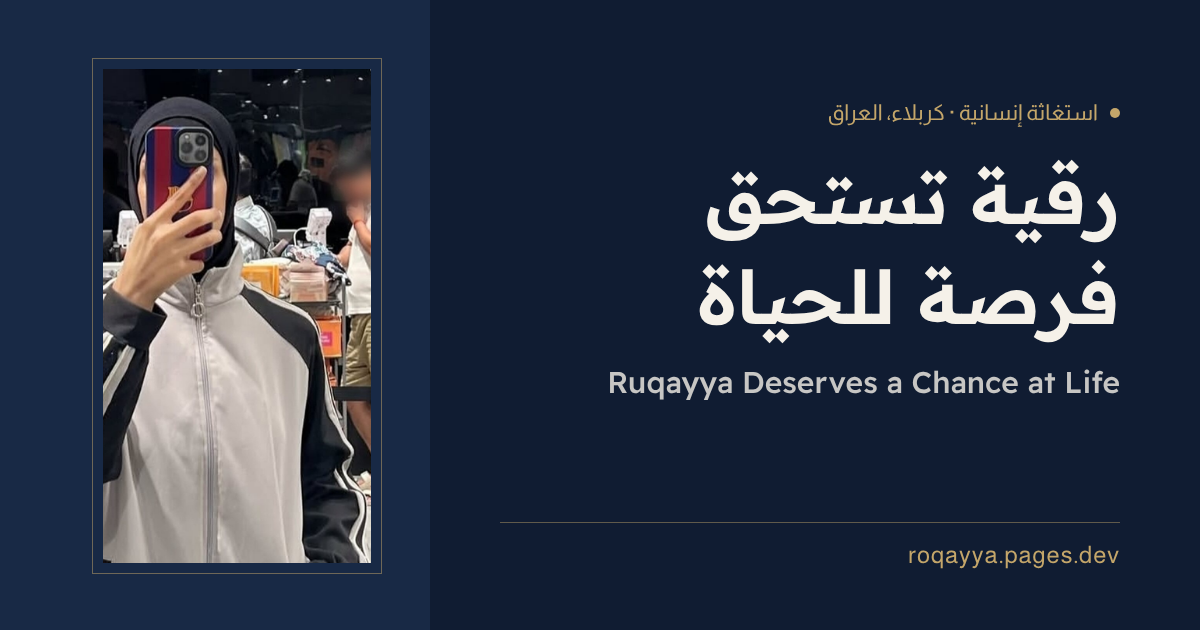 استغاثة إنسانية · كربلاء، العراق
رقية تستحق
فرصة للحياة
Ruqayya Deserves a Chance at Life
roqayya.pages.dev